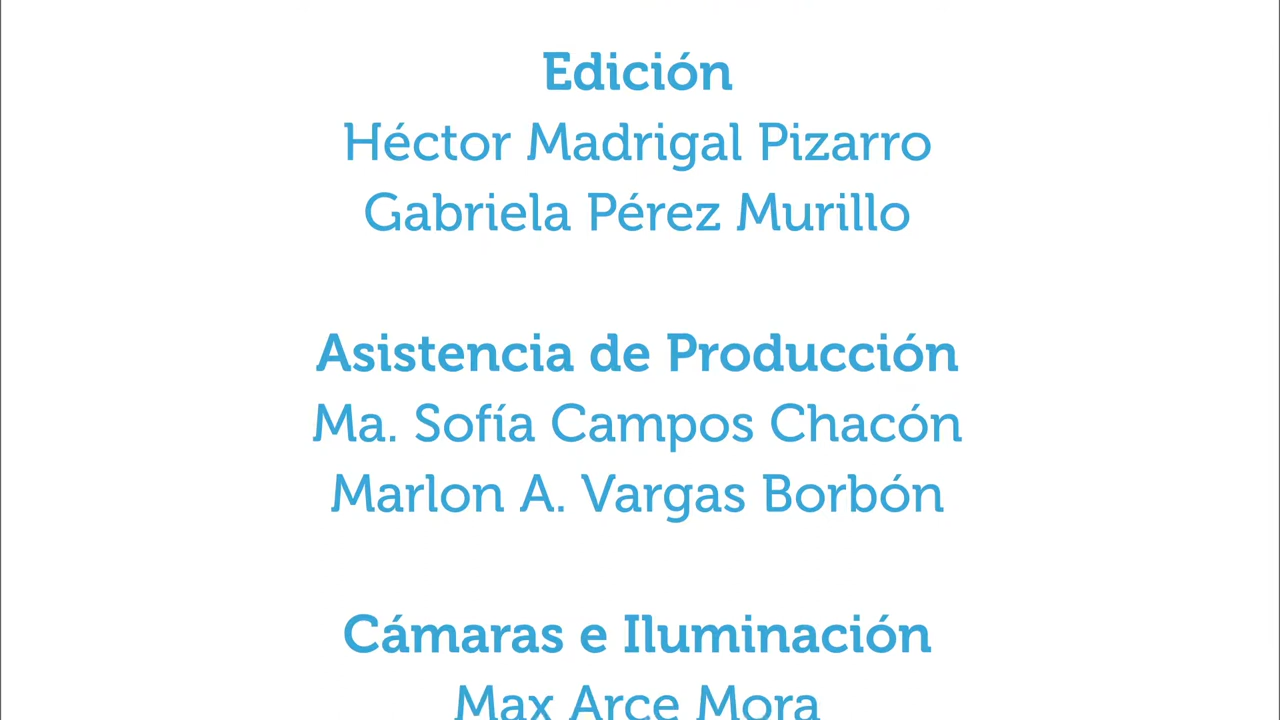 Edición
Héctor Madrigal Pizarro
Gabriela Pérez Murillo
Asistencia de Producción
Ma. Sofía Campos Chacón
Marlon A. Vargas Borbón
Cámaras e Iluminación
Max Arce Mora